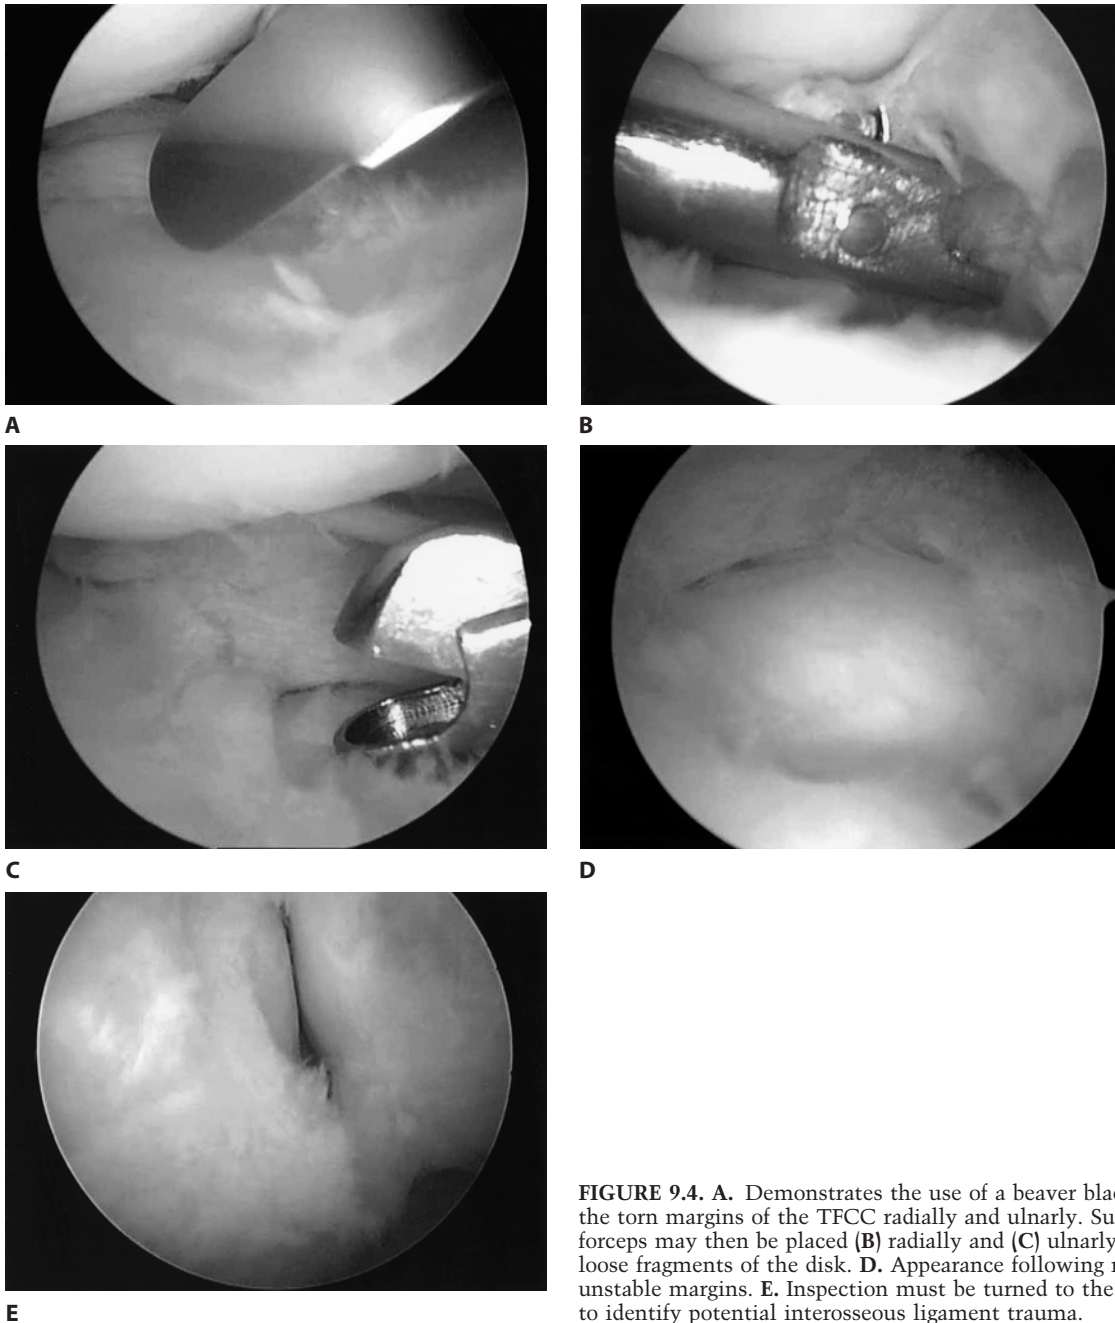 A
B
C
D
E
FIGURE 9.4. A. Demonstrates the use of a beaver blad
the torn margins of the TFCC radially and ulnarly. Su
forceps may then be placed (B) radially and (C) ulnarly
loose fragments of the disk. D. Appearance following
unstable margins. E. Inspection must be turned to the
to identify potential interosseous ligament trauma.